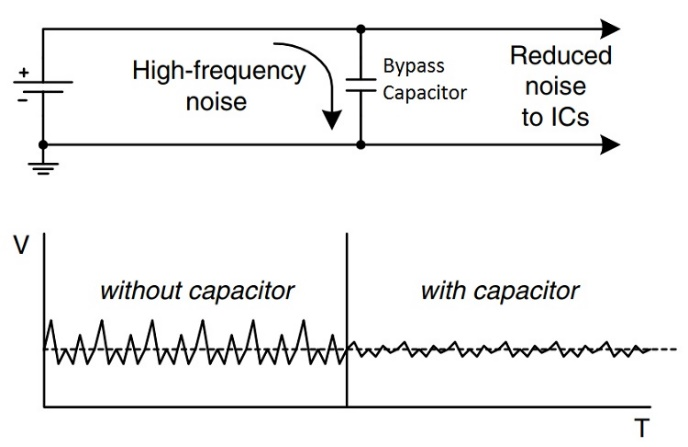 +
-
High-frequency
noise
Bypass
Capacitor
Reduced
noise
to ICs
V
without capacitor
with capacitor
T